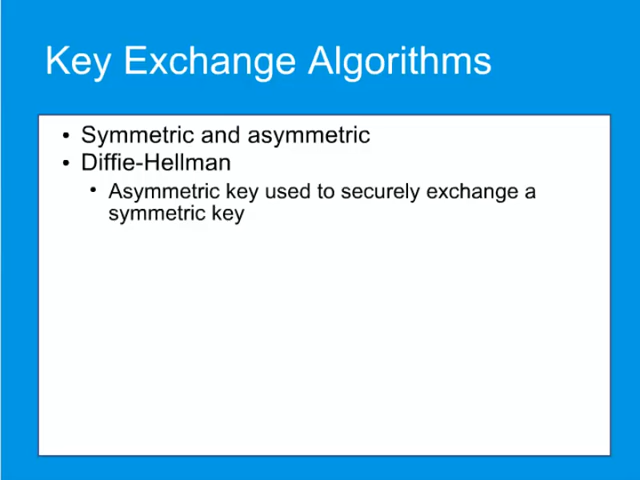 Key Exchange Algorithms
• Symmetric and asymmetric
• Diffie-Hellman
• Asymmetric key used to securely exchange a
symmetric key